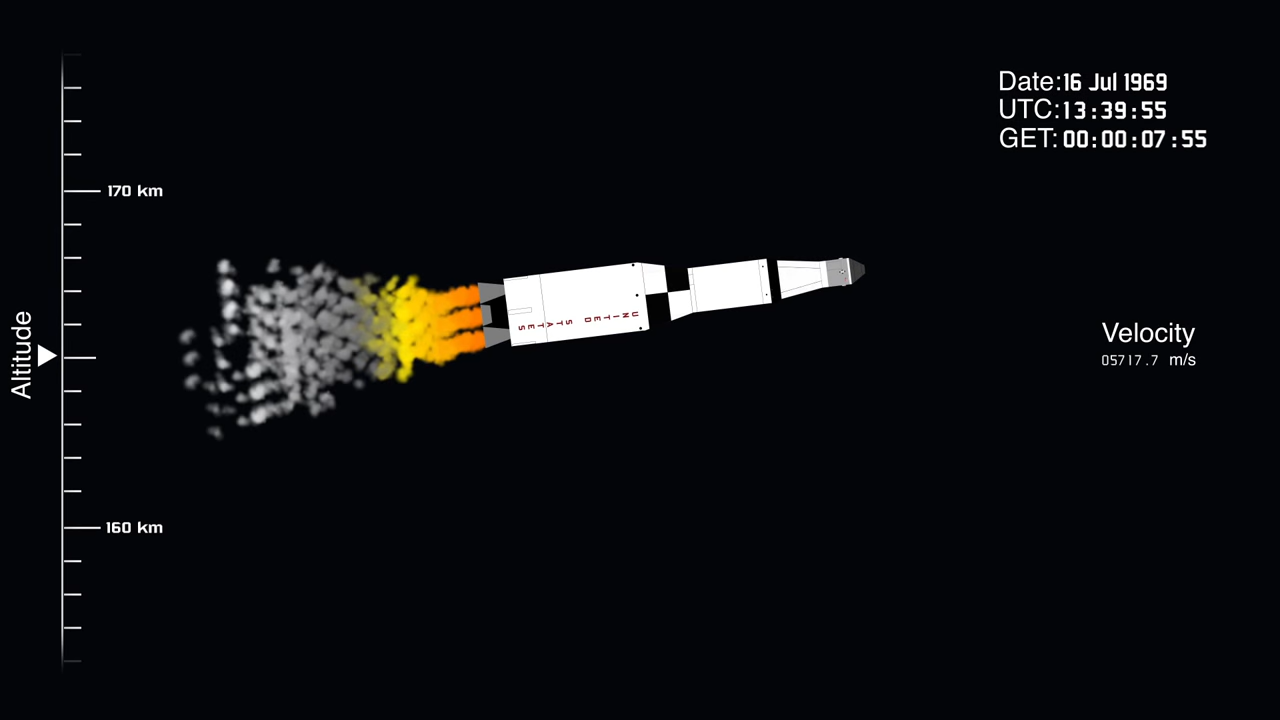 Date:16 Jul 1969
UTC:13:39:55
GET:00:00:07:55
170 km
UNITED STATES
Altitude
Velocity
05717.7 m/s
160 km